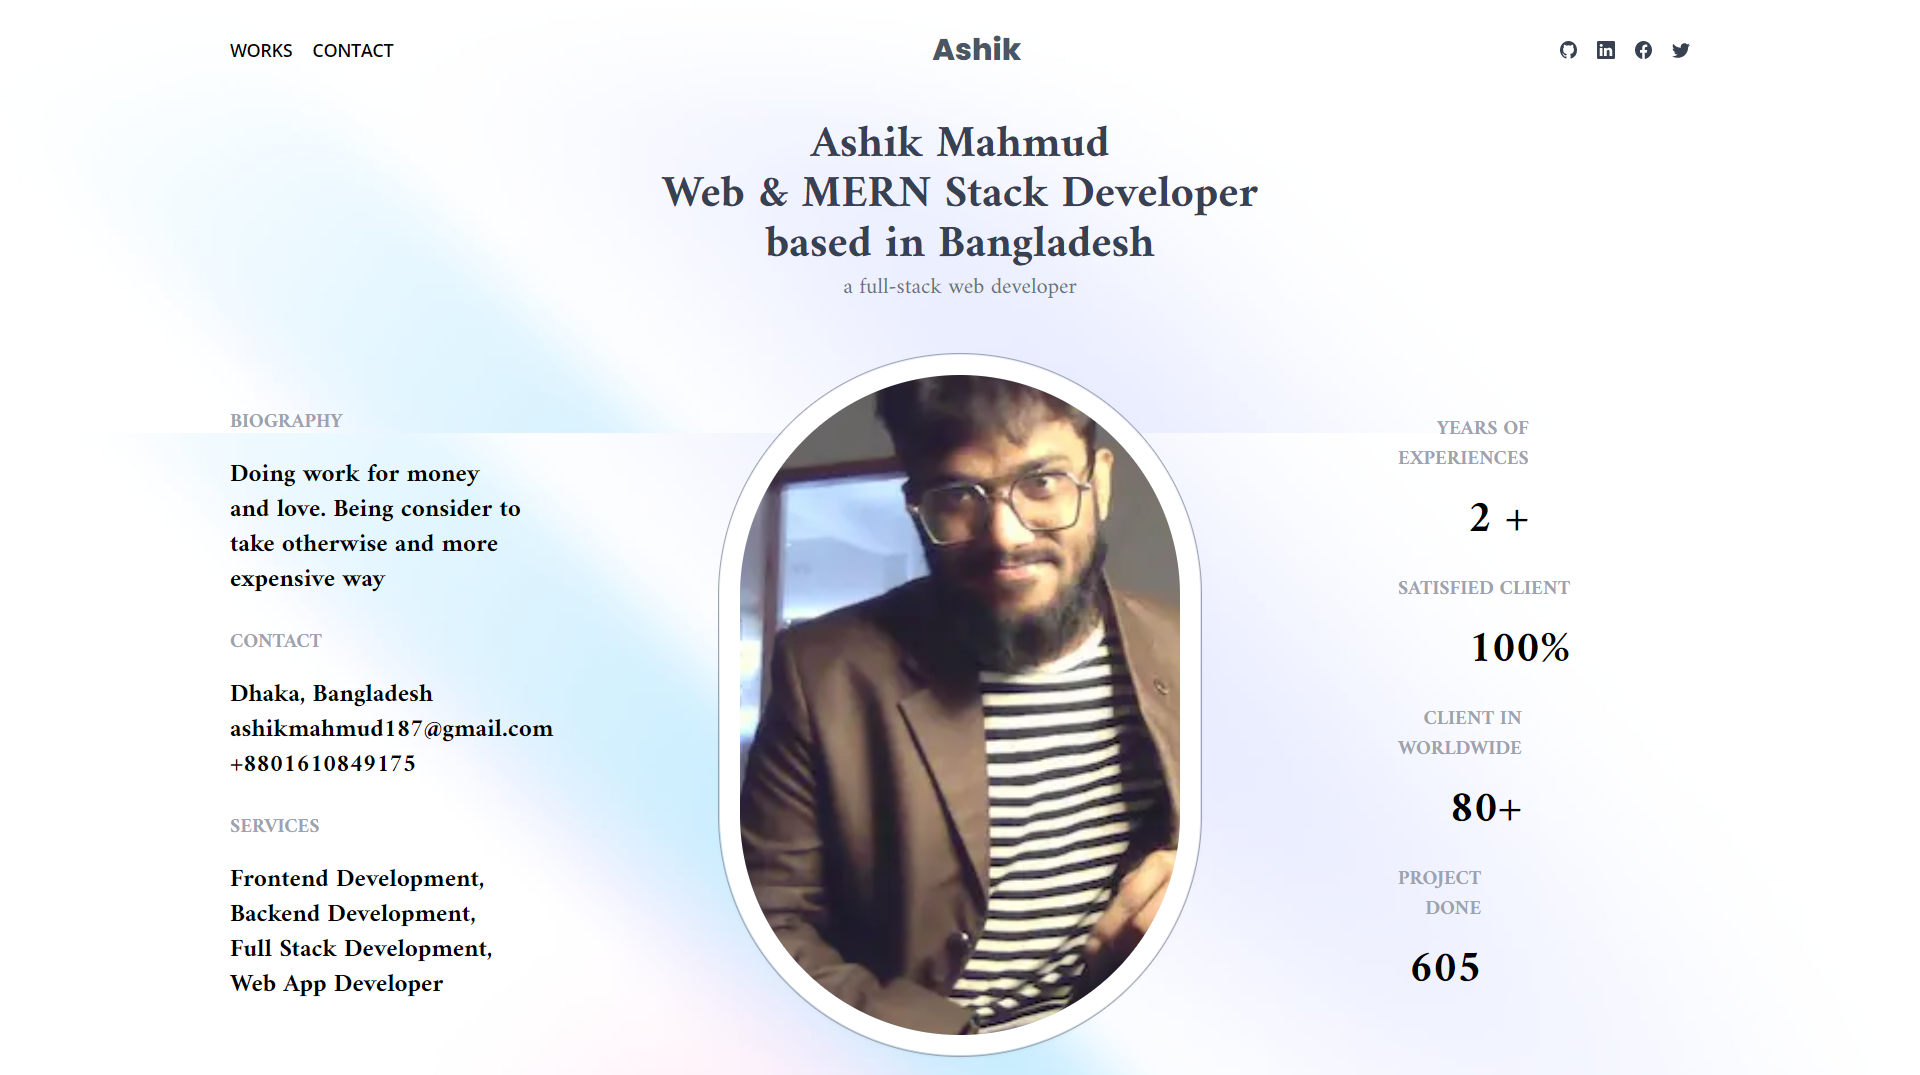 WORKS CONTACT
Ashik
Ashik Mahmud
Web & MERN Stack Developer
based in Bangladesh
a full-stack web developer
BIOGRAPHY
Doing work for money
and love. Being consider to
take otherwise and more
expensive way
CONTACT
Dhaka, Bangladesh
ashikmahmud187@gmail.com
+8801610849175
SERVICES
Frontend Development,
Backend Development,
Full Stack Development,
Web App Developer
YEARS OF
EXPERIENCES
2 +
SATISFIED CLIENT
100%
CLIENT IN
WORLDWIDE
80+
PROJECT
DONE
605